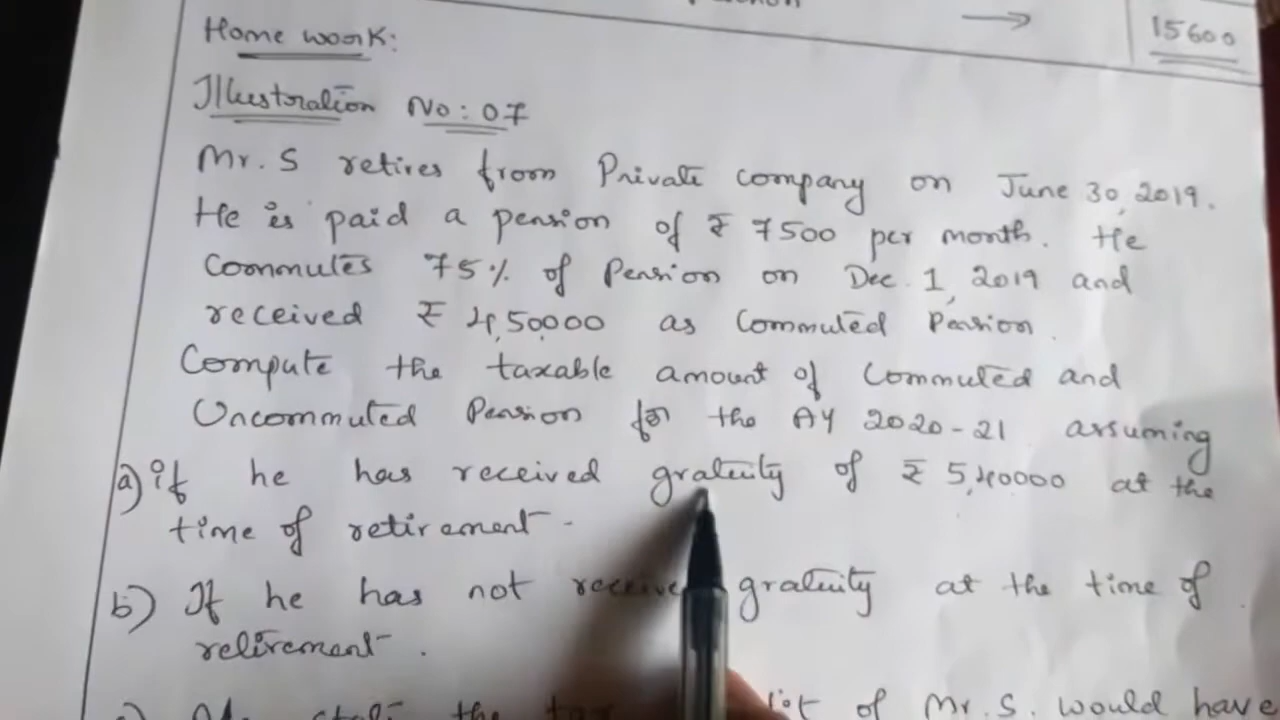 15600
Home work:
Illustration No: 07
Mr. S retires from Private company on June 30, 2019.
He is paid a pension of ₹ 7500 per month. He
Commutes 75% of Pension on Dec. 1, 2019 and
received ₹ 4,50,000 as Commuted Pension.
Compute the taxable amount of Commuted and
Uncommuted Pension for the AY 2020-21 assuming
a) if he has received gratuity of ₹ 5,40000 at the
time of retirement.
b) If he has not gratuity at the time of
retirement.
the of Mr. S. would have